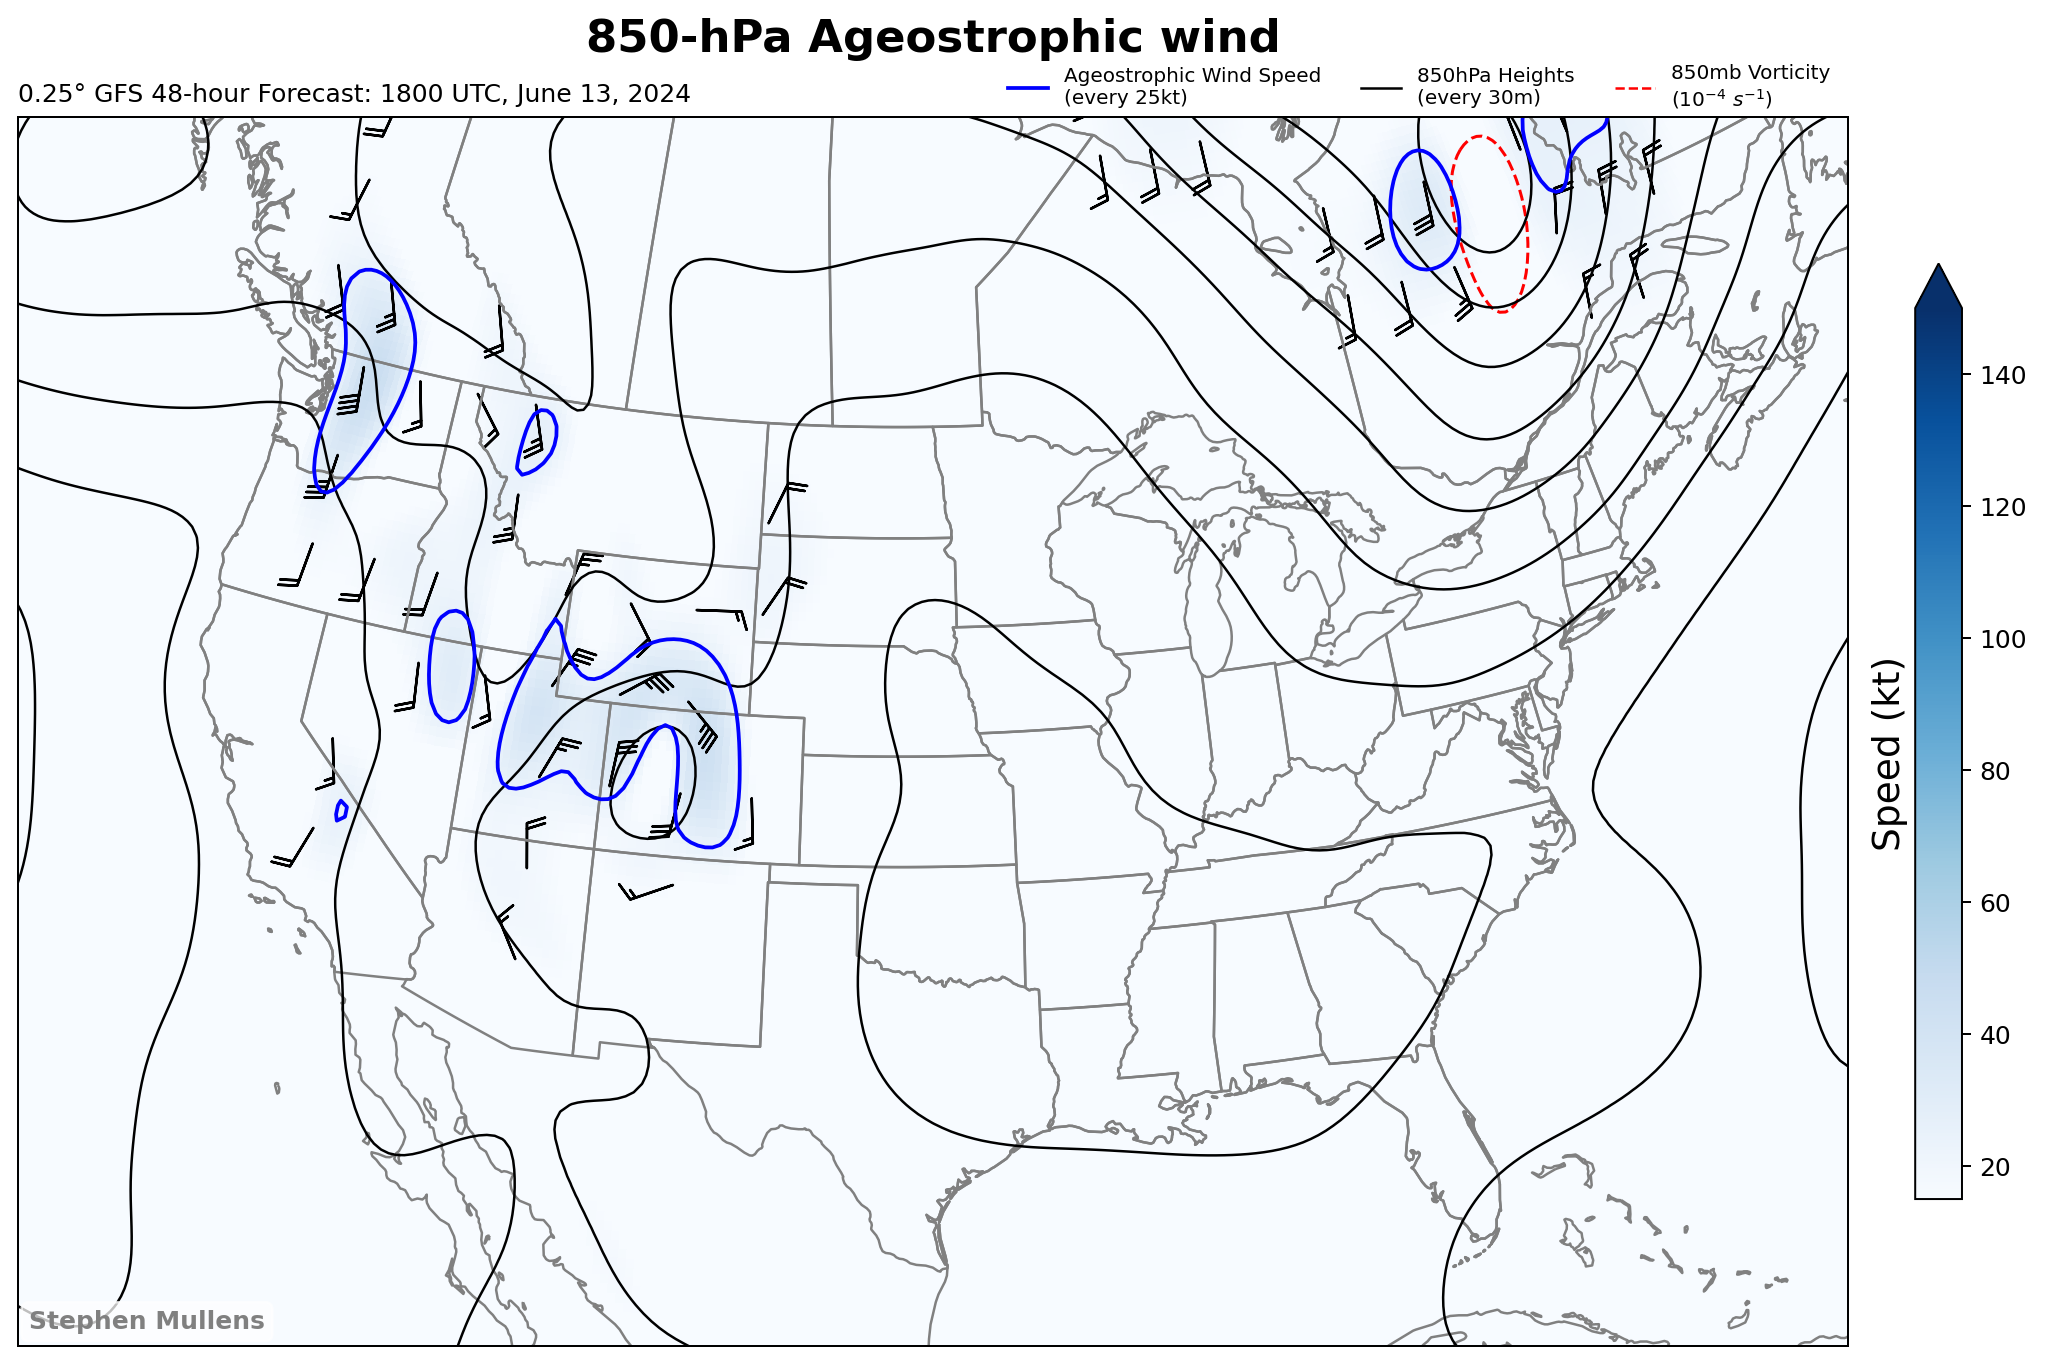 850-hPa Ageostrophic wind
0.25° GFS 48-hour Forecast: 1800 UTC, June 13, 2024
Ageostrophic Wind Speed
(every 25kt)
850hPa Heights
(every 30m)
850mb Vorticity
(10⁻⁴ s⁻¹)
140
120
100
80
60
40
20
Speed (kt)
Stephen Mullens